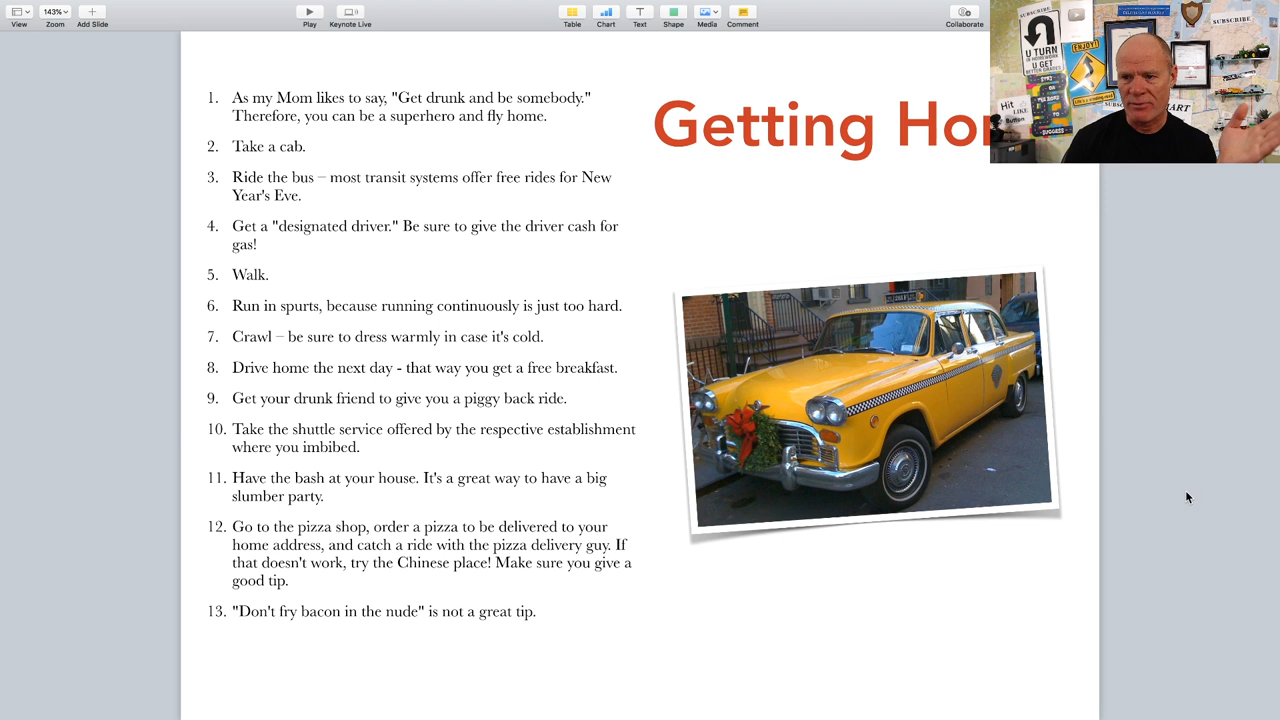 143%
View
Zoom
Add Slide
Play
Keynote Live
Table
Chart
Text
Shape
Media
Comment
Collaborate
1. As my Mom likes to say, "Get drunk and be somebody."
Therefore, you can be a superhero and fly home.
2. Take a cab.
3. Ride the bus – most transit systems offer free rides for New
Year's Eve.
4. Get a "designated driver." Be sure to give the driver cash for
gas!
5. Walk.
6. Run in spurts, because running continuously is just too hard.
7. Crawl – be sure to dress warmly in case it's cold.
8. Drive home the next day - that way you get a free breakfast.
9. Get your drunk friend to give you a piggy back ride.
10. Take the shuttle service offered by the respective establishment
where you imbibed.
11. Have the bash at your house. It's a great way to have a big
slumber party.
12. Go to the pizza shop, order a pizza to be delivered to your
home address, and catch a ride with the pizza delivery guy. If
that doesn't work, try the Chinese place! Make sure you give a
good tip.
13. "Don't fry bacon in the nude" is not a great tip.
Getting Ho
SUBSCRIBE
U TURN
IN HOMEWORK
U GET
BETTER GRADES!
ENJOY!
Hit
LIKE
Button
SUCCESS
SUBSCRIBE